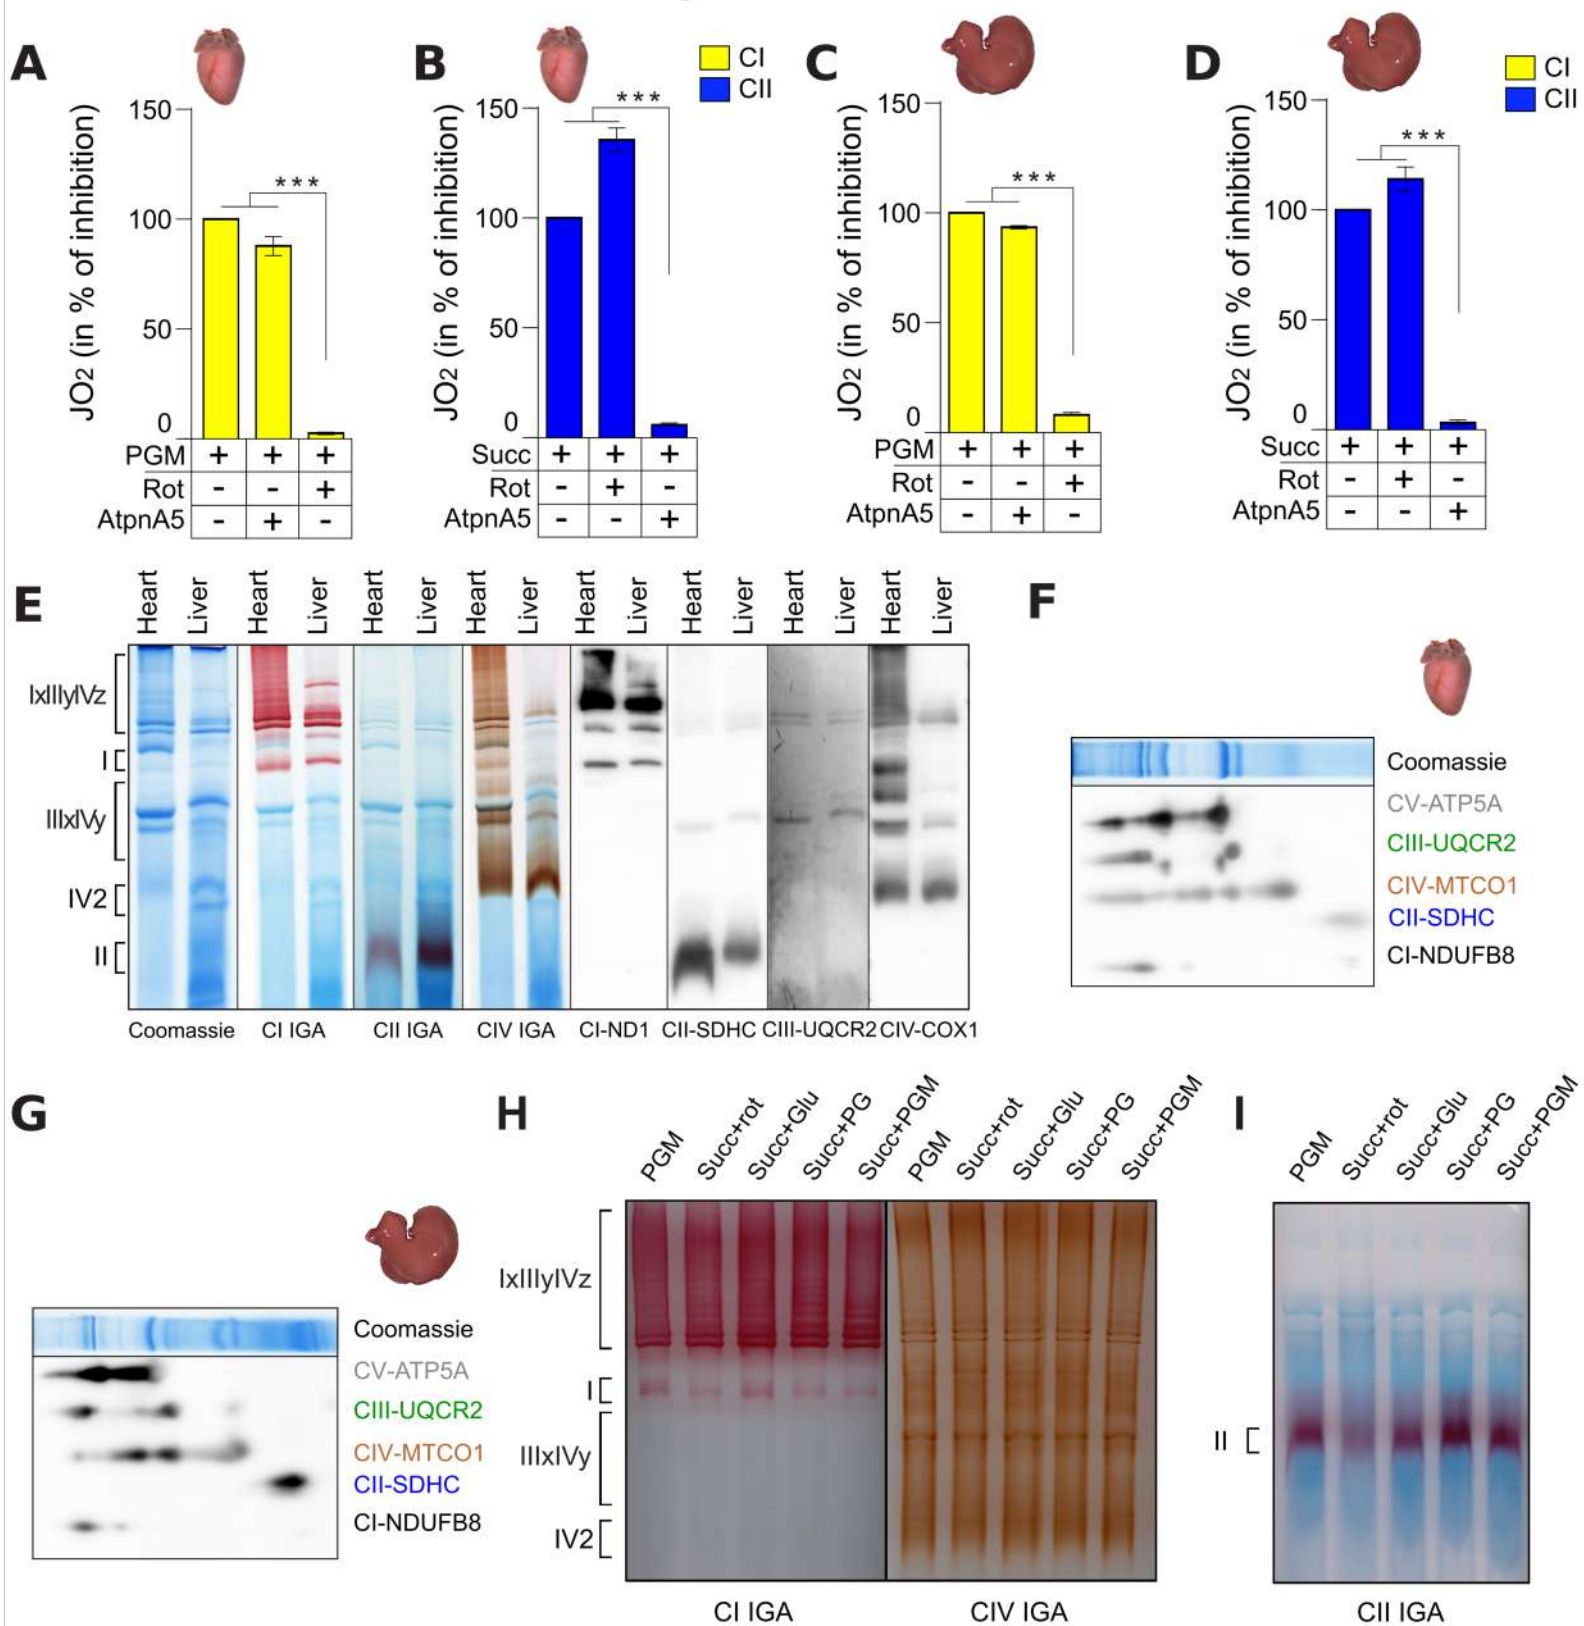 A
B
CI
CII
C
D
CI
CII
JO2 (in % of inhibition)
150
100
50
0
***
PGM + + +
Rot - - +
AtpnA5 - + -
JO2 (in % of inhibition)
150
100
50
0
***
Succ + + +
Rot - + -
AtpnA5 - - +
JO2 (in % of inhibition)
150
100
50
0
***
PGM + + +
Rot - - +
AtpnA5 - + -
JO2 (in % of inhibition)
150
100
50
0
***
Succ + + +
Rot - + -
AtpnA5 - - +
E
Heart Liver Heart Liver Heart Liver Heart Liver Heart Liver Heart Liver Heart Liver Heart Liver
IxIIIyIVz
I
IIIxIVy
IV2
II
Coomassie CI IGA CII IGA CIV IGA CI-ND1 CII-SDHC CIII-UQCR2 CIV-COX1
F
Coomassie
CV-ATP5A
CIII-UQCR2
CIV-MTCO1
CII-SDHC
CI-NDUFB8
G
Coomassie
CV-ATP5A
CIII-UQCR2
CIV-MTCO1
CII-SDHC
CI-NDUFB8
H
PGM Succ+rot Succ+Glu Succ+PG Succ+PGM PGM Succ+rot Succ+Glu Succ+PG Succ+PGM
IxIIIyIVz
I
IIIxIVy
IV2
CI IGA CIV IGA
I
PGM Succ+rot Succ+Glu Succ+PG Succ+PGM
II
CII IGA